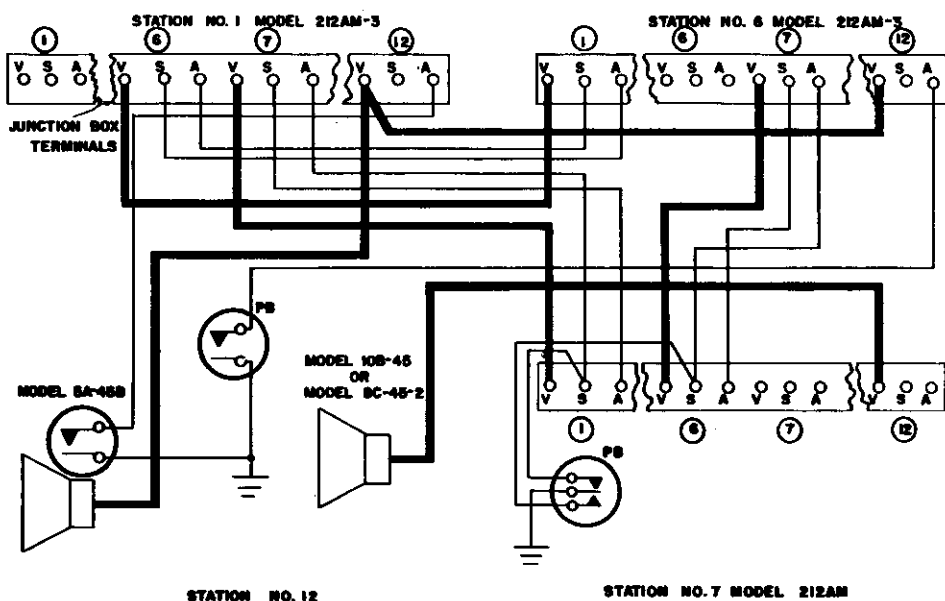 STATION NO. 1 MODEL 212AM-3
STATION NO. 6 MODEL 212AM-3
1 6 7 12
1 6 7 12
V S A V S A V S A V S A
V S A V S A V S A V S A
JUNCTION BOX
TERMINALS
PB
MODEL 10B-45
OR
MODEL 9C-45-2
MODEL 5A-45B
V S A V S A V S A V S A
1 6 7 12
PB
STATION NO. 12
STATION NO. 7 MODEL 212AM